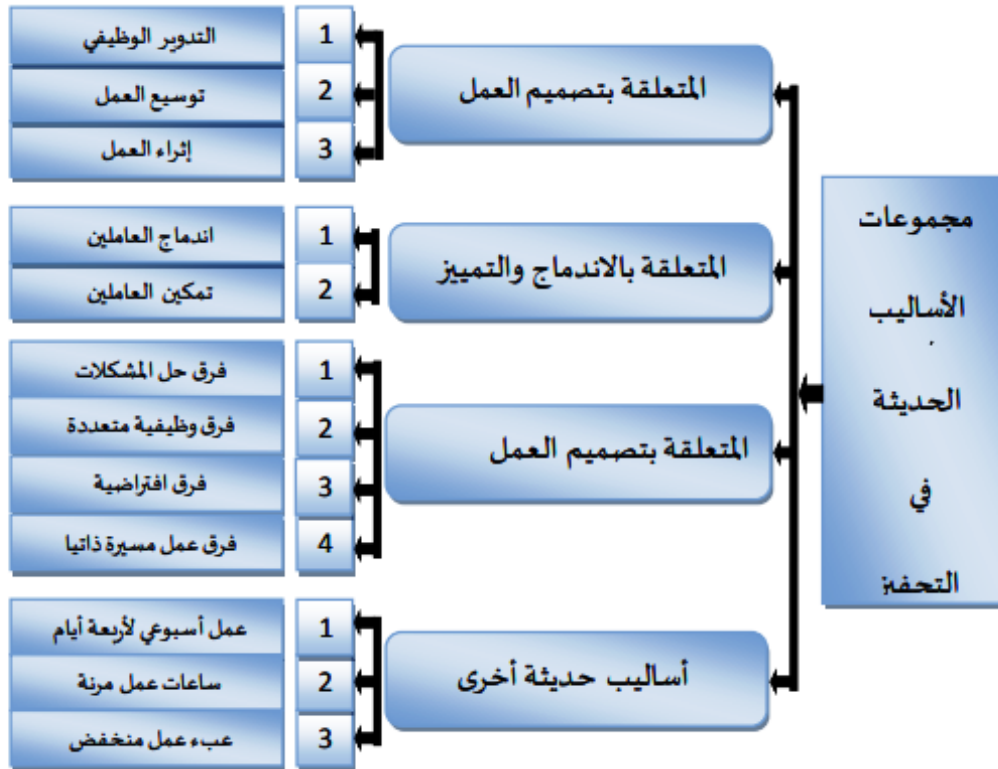 مجموعات
الأساليب
الحديثة
في
التحفيز
المتعلقة بتصميم العمل
1 التدوير الوظيفي
2 توسيع العمل
3 إثراء العمل
المتعلقة بالاندماج والتمييز
1 اندماج العاملين
2 تمكين العاملين
المتعلقة بتصميم العمل
1 فرق حل المشكلات
2 فرق وظيفية متعددة
3 فرق افتراضية
4 فرق عمل مسيرة ذاتيا
أساليب حديثة أخرى
1 عمل أسبوعي لأربعة أيام
2 ساعات عمل مرنة
3 عبء عمل منخفض